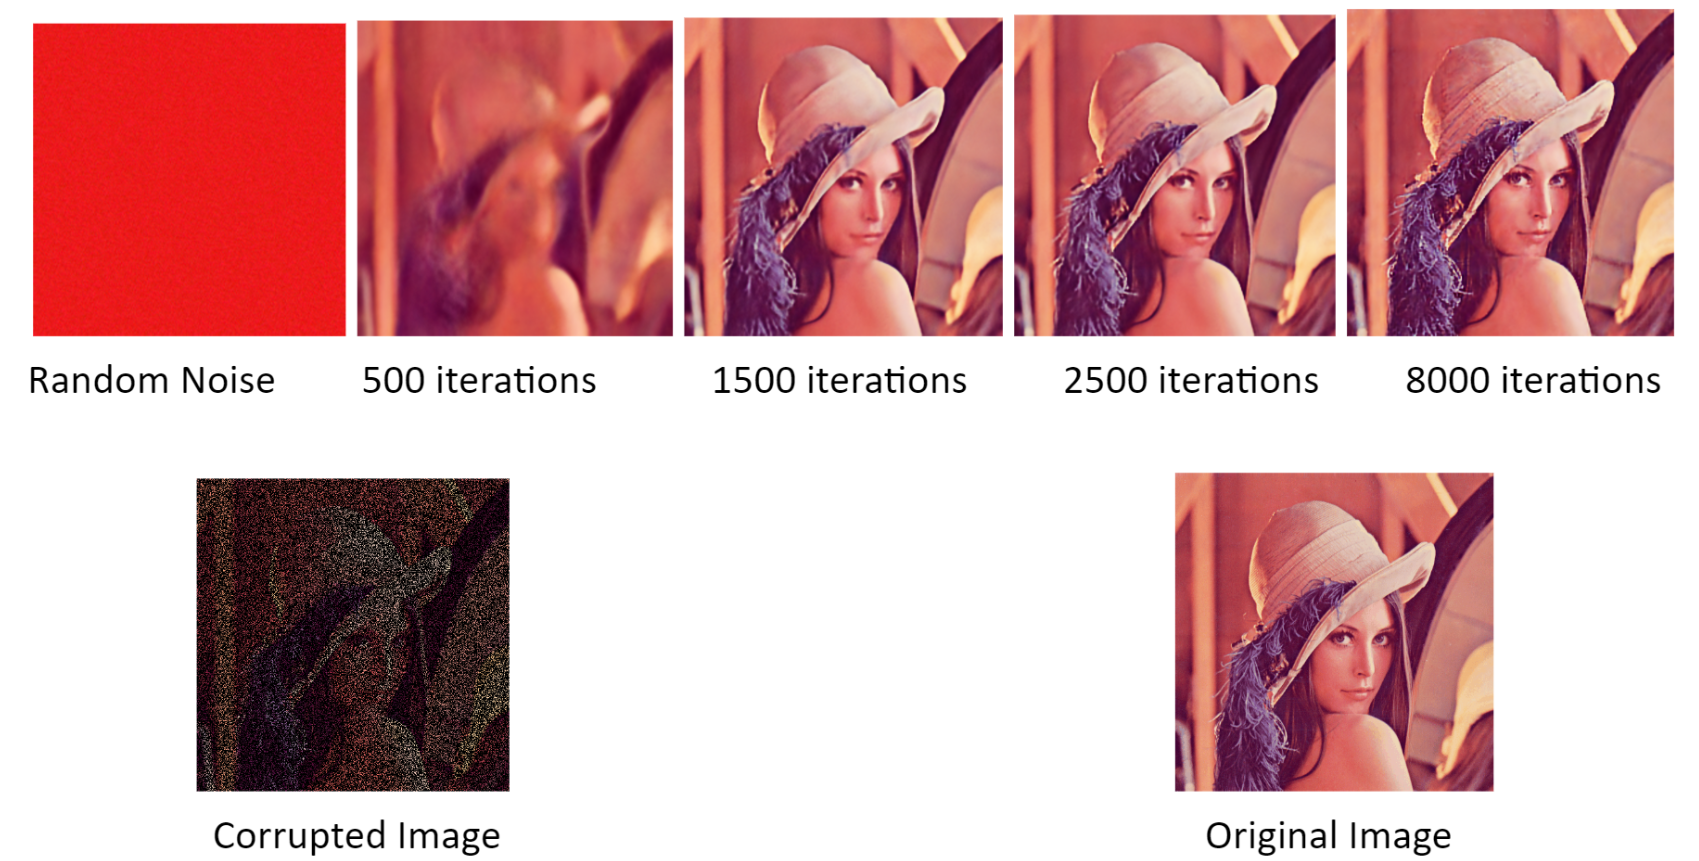 Random Noise
500 iterations
1500 iterations
2500 iterations
8000 iterations
Corrupted Image
Original Image